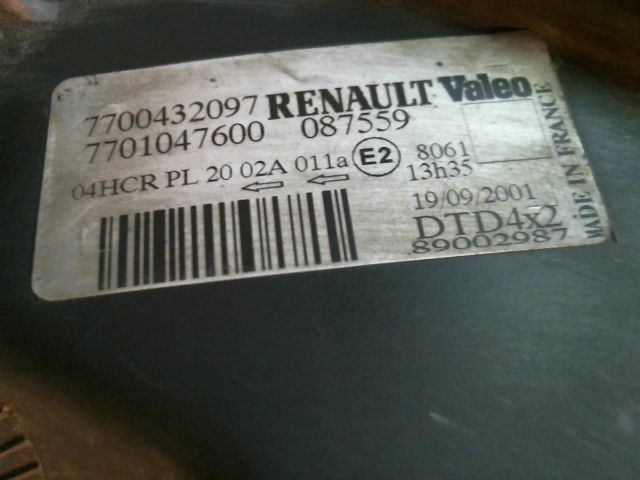 7700432097 RENAULT Valeo
7701047600 087559
04HCR PL 20 02A 011a E2 8061
13h35
19/09/2001
DTD4x2
89002987
MADE IN FRANCE